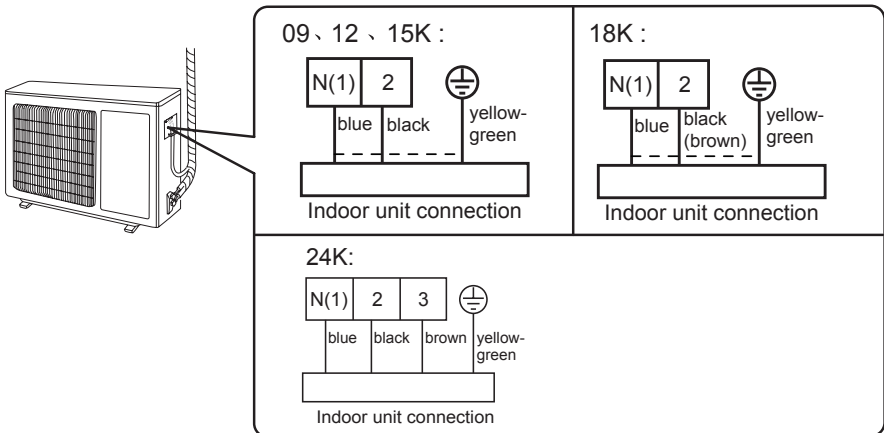 09、12 、15K :
N(1) 2
blue black yellow-
green
Indoor unit connection
18K :
N(1) 2
blue black
(brown) yellow-
green
Indoor unit connection
24K:
N(1) 2 3
blue black brown yellow-
green
Indoor unit connection